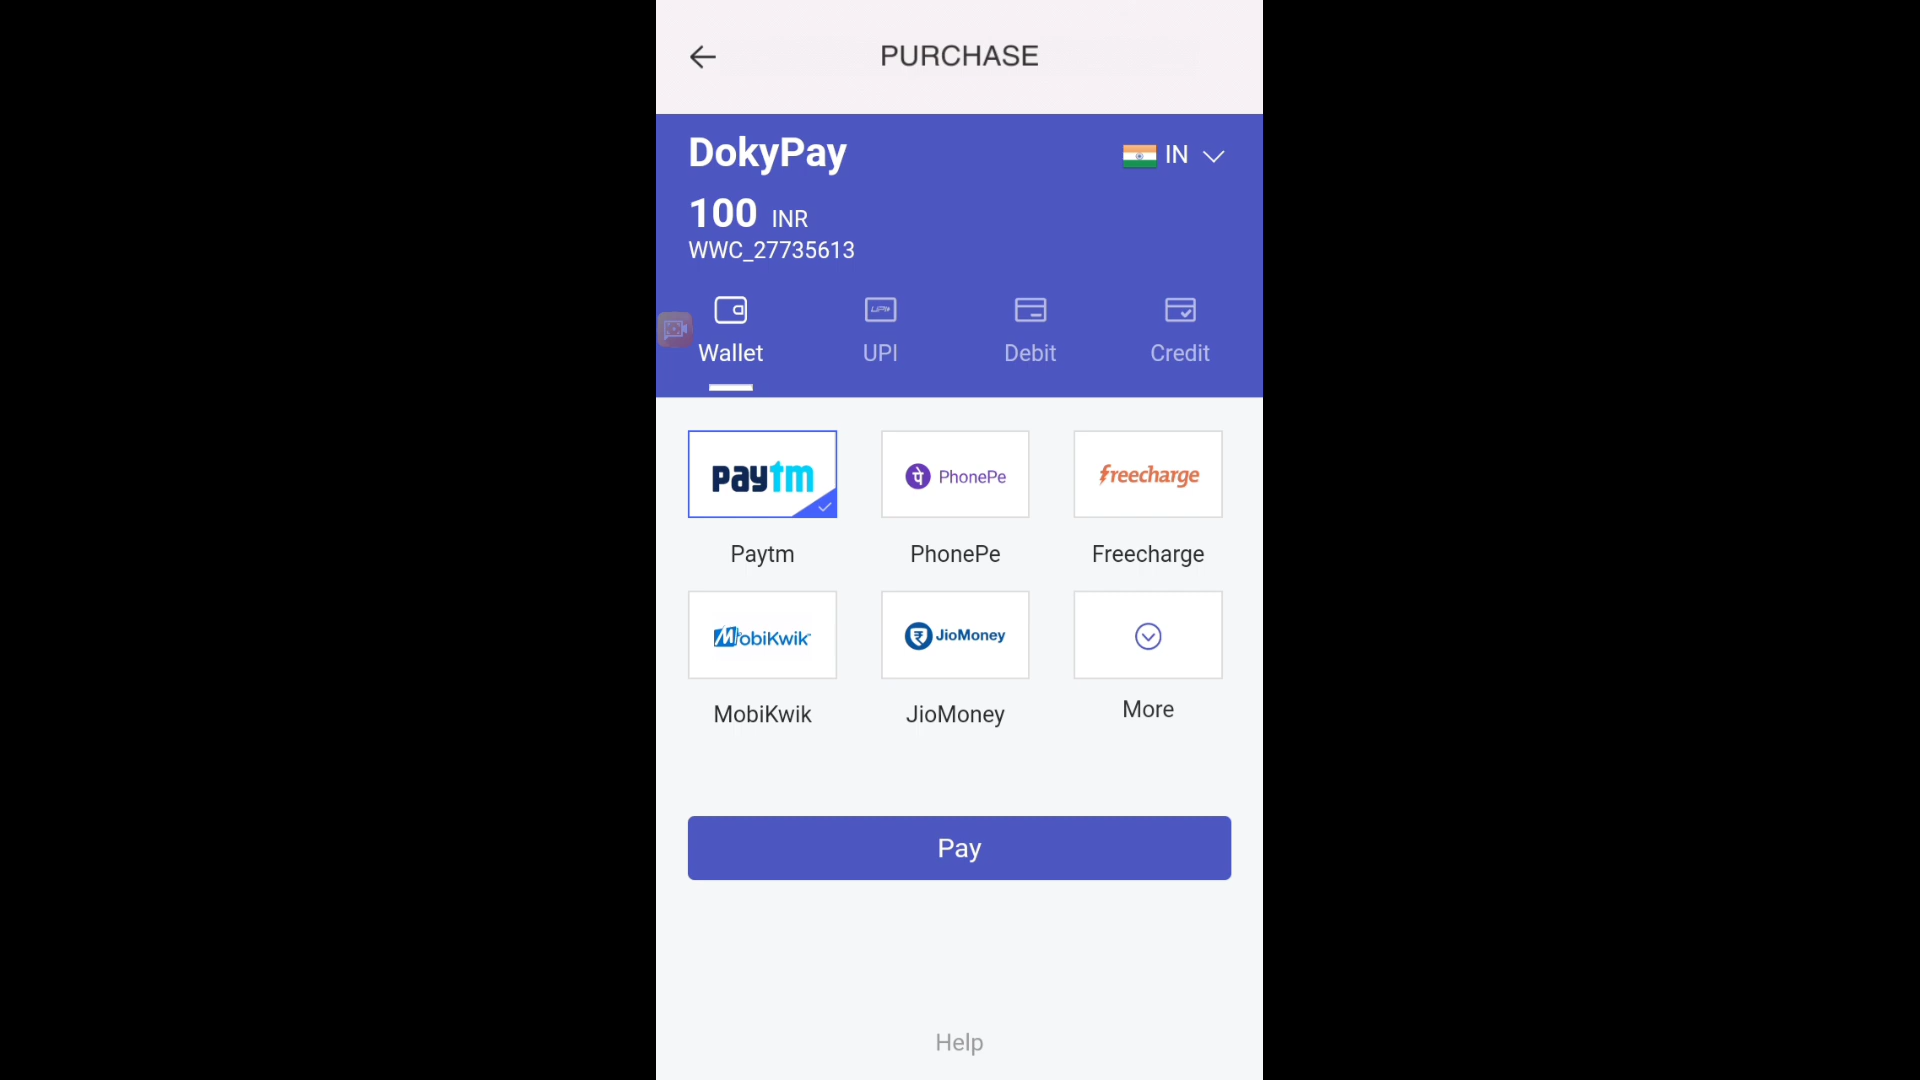 PURCHASE
DokyPay
IN
100 INR
WWC_27735613
UPI
Wallet UPI Debit Credit
paytm पे PhonePe freecharge
Paytm PhonePe Freecharge
MobiKwik ₹ JioMoney
MobiKwik JioMoney More
Pay
Help